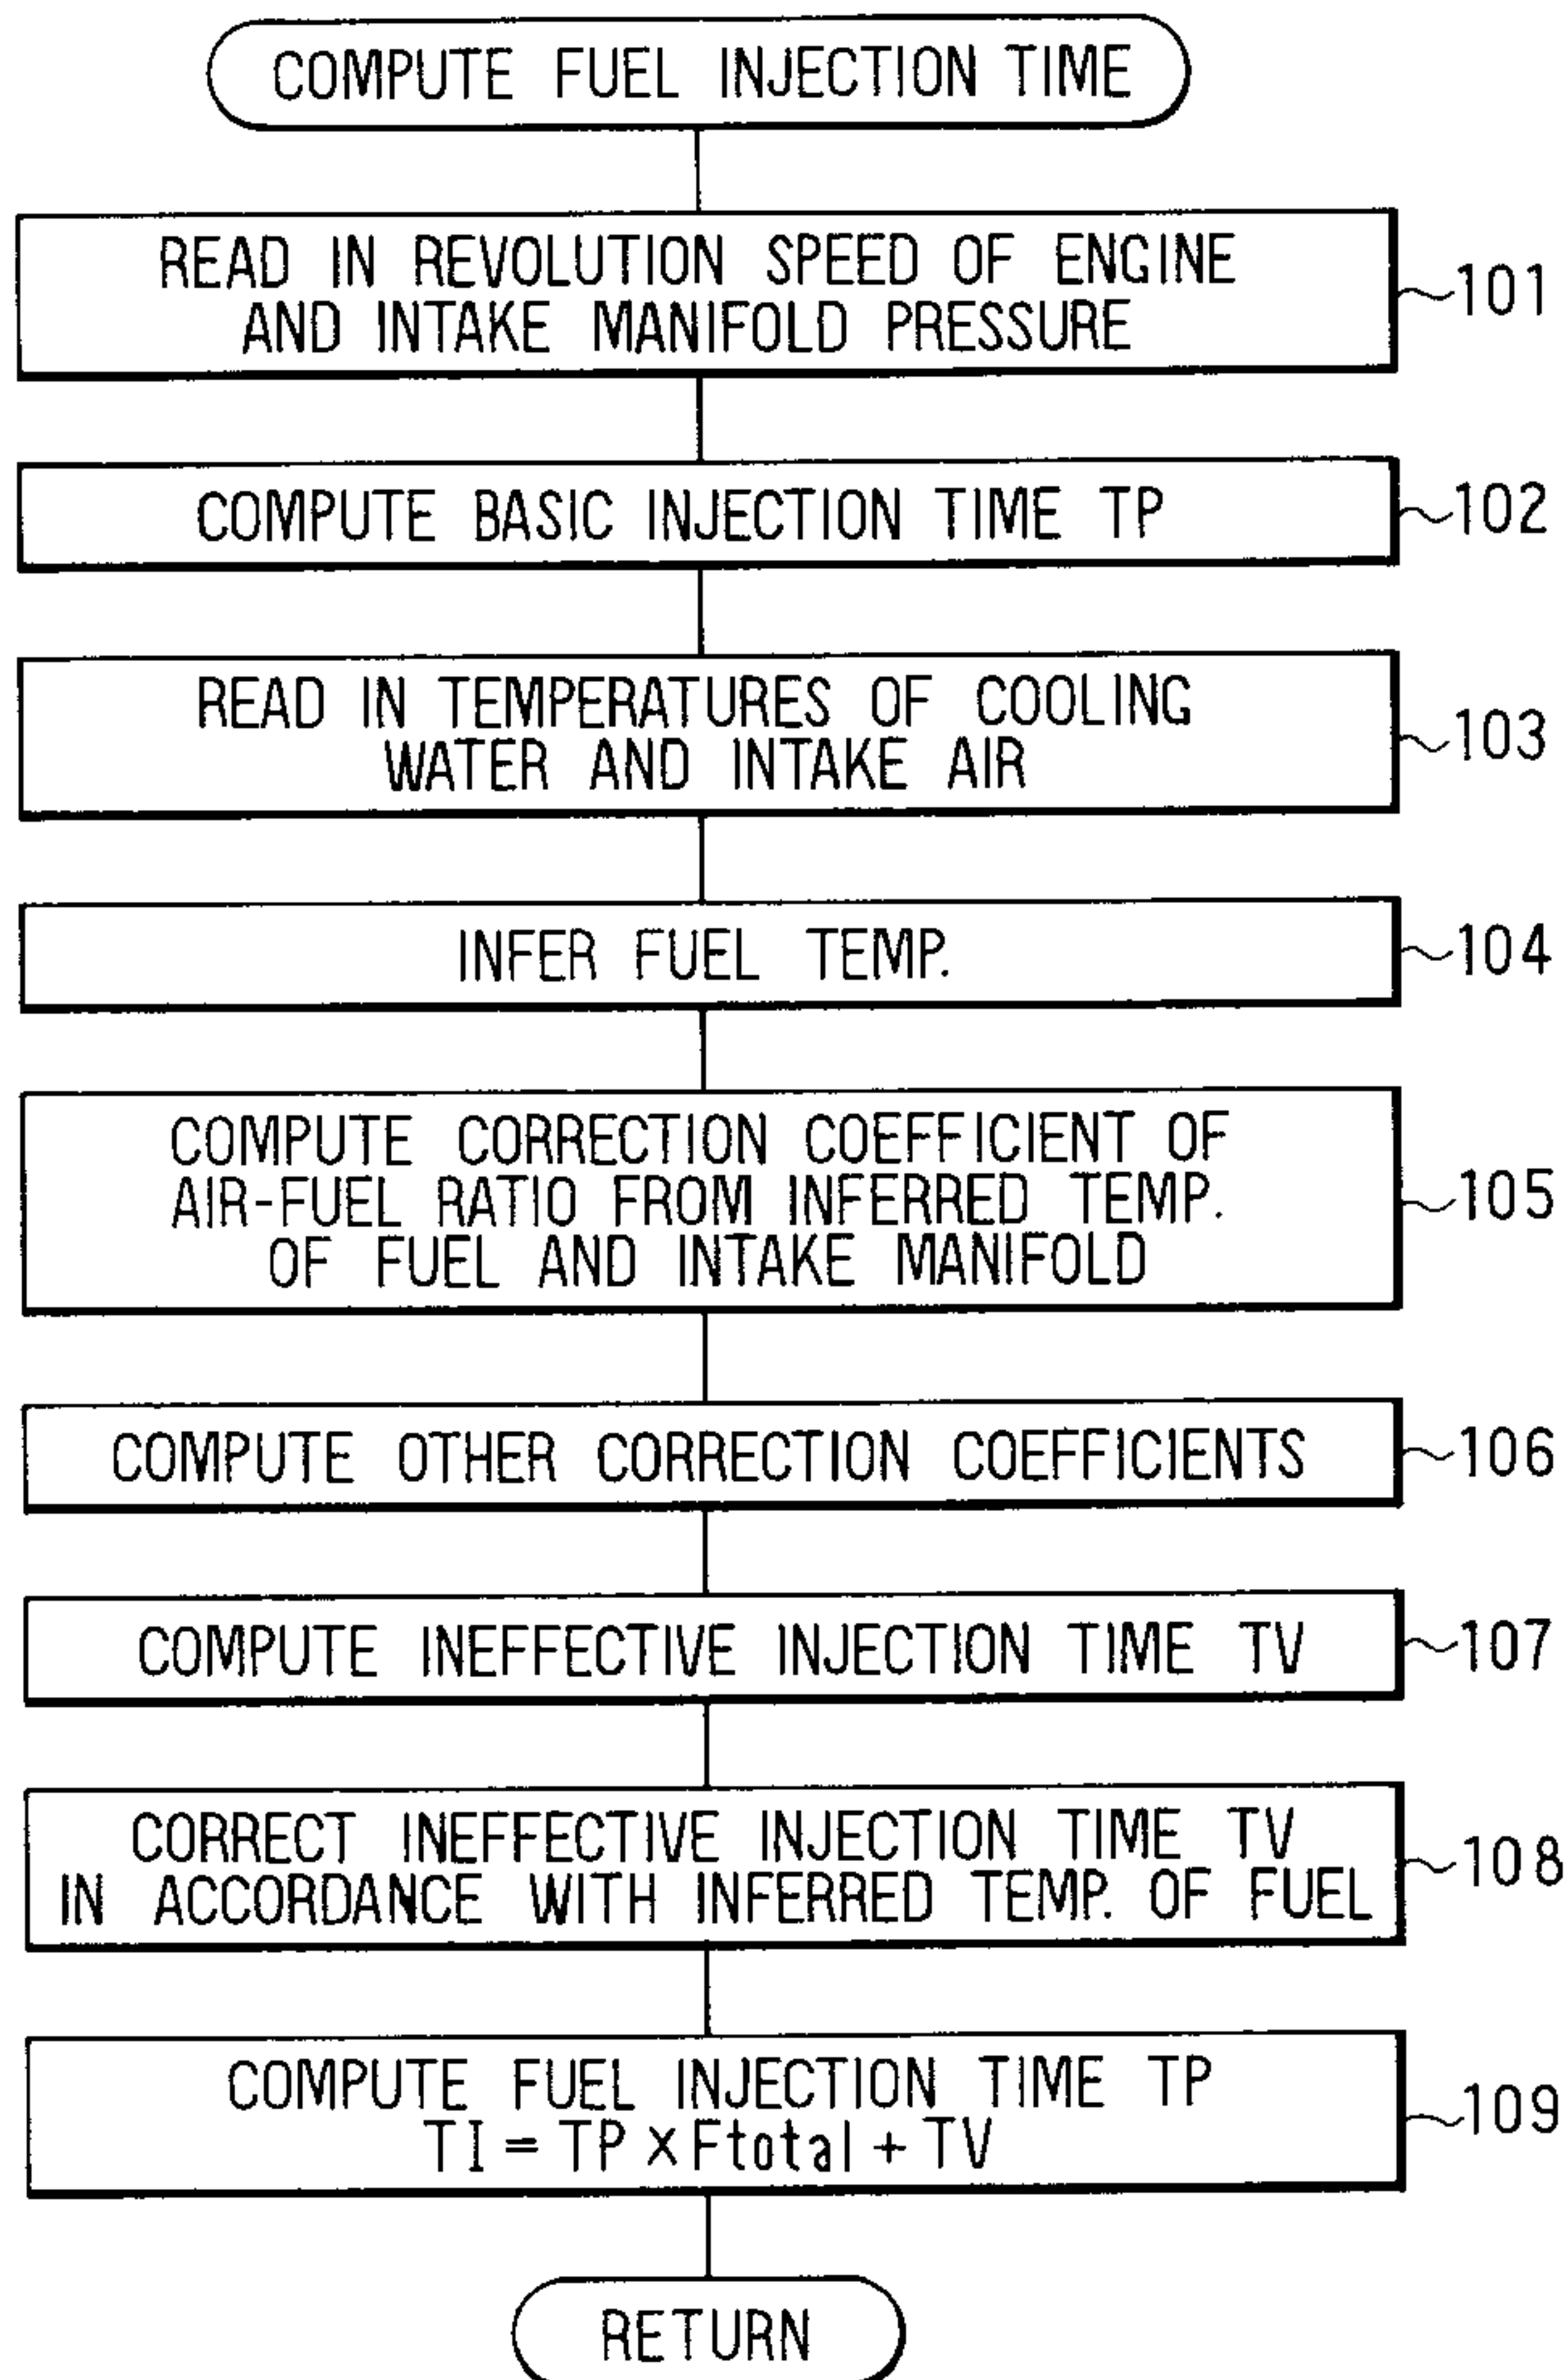 COMPUTE FUEL INJECTION TIME
READ IN REVOLUTION SPEED OF ENGINE
AND INTAKE MANIFOLD PRESSURE
101
COMPUTE BASIC INJECTION TIME TP
102
READ IN TEMPERATURES OF COOLING
WATER AND INTAKE AIR
103
INFER FUEL TEMP.
104
COMPUTE CORRECTION COEFFICIENT OF
AIR-FUEL RATIO FROM INFERRED TEMP.
OF FUEL AND INTAKE MANIFOLD
105
COMPUTE OTHER CORRECTION COEFFICIENTS
106
COMPUTE INEFFECTIVE INJECTION TIME TV
107
CORRECT INEFFECTIVE INJECTION TIME TV
IN ACCORDANCE WITH INFERRED TEMP. OF FUEL
108
COMPUTE FUEL INJECTION TIME TP
TI = TP × Ftotal + TV
109
RETURN